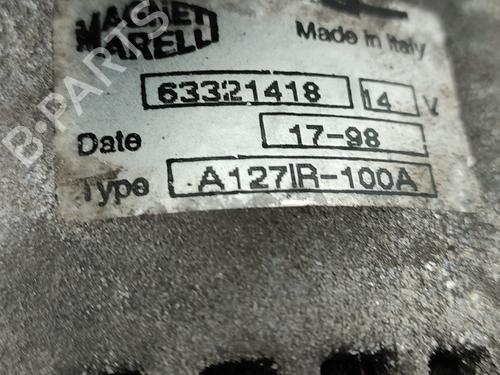 MAGNETI
MARELLI
Made in Italy
63321418 14 V
Date 17-98
Type A127IR-100A
B-PARTS